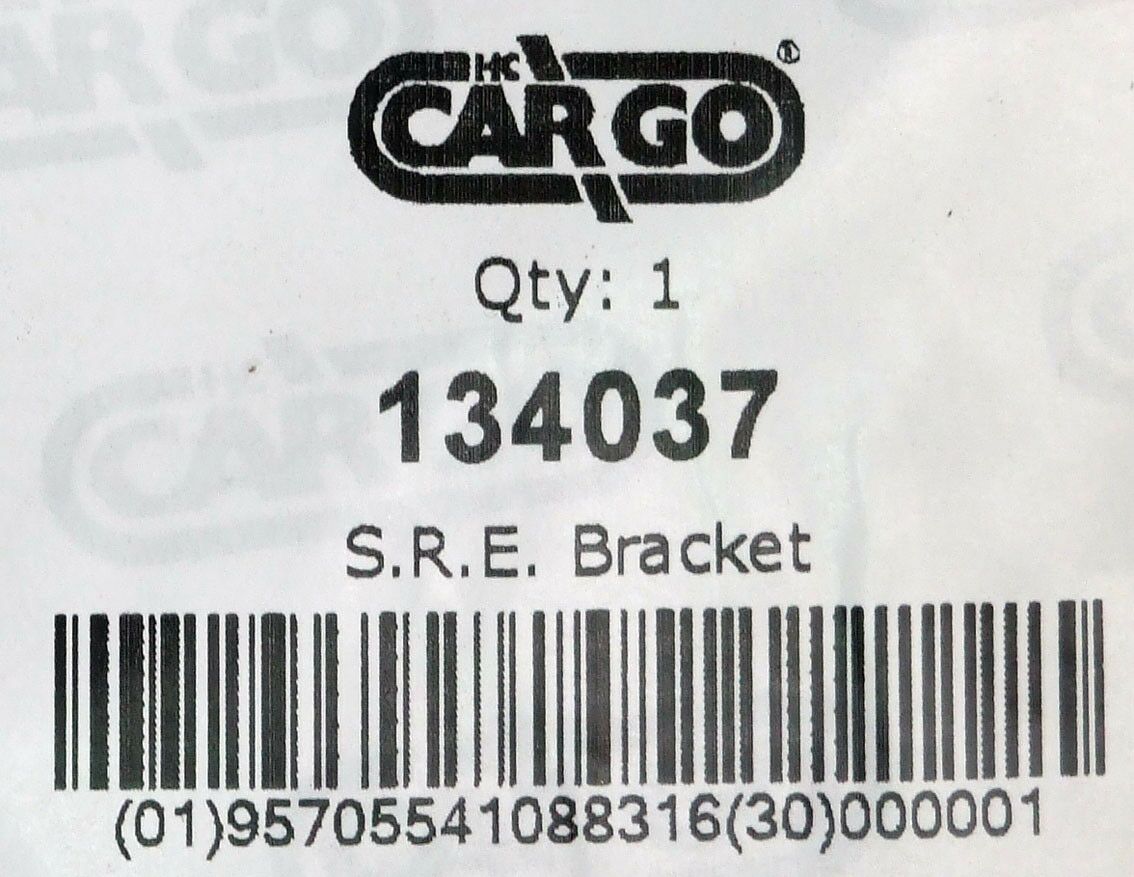 HC
CARGO®
Qty: 1
134037
S.R.E. Bracket
(01)95705541088316(30)000001